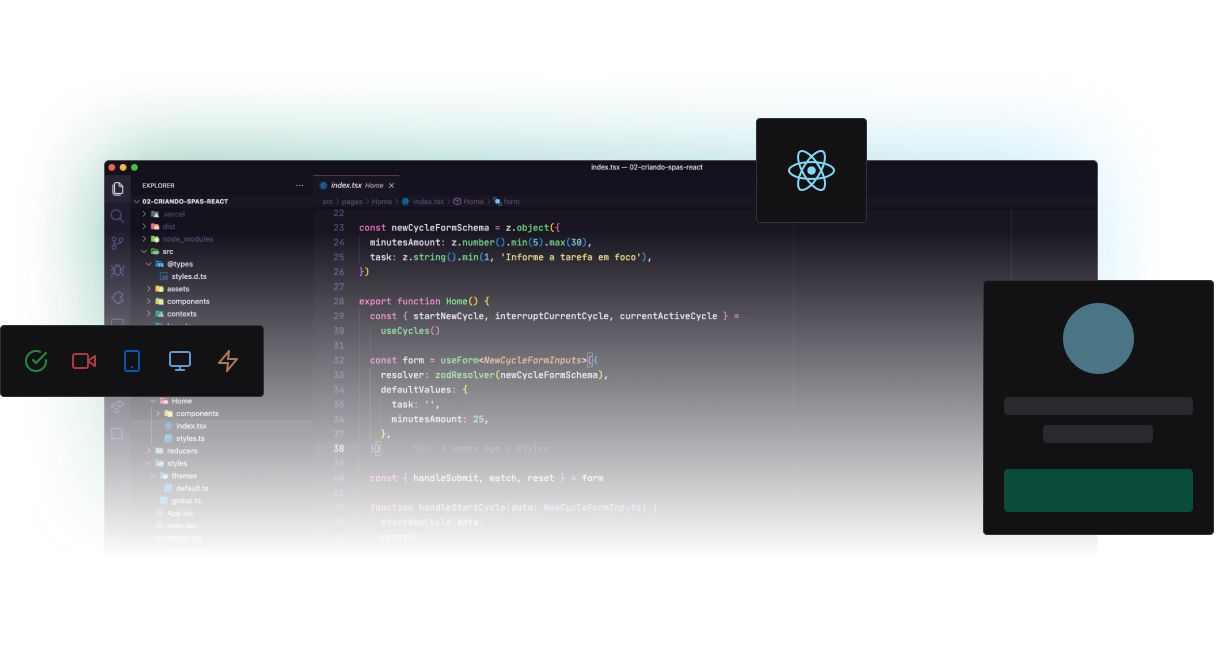 index.tsx — 02-criando-spas-react
EXPLORER ···
index.tsx Home ×
02-CRIANDO-SPAS-REACT
src > pages > Home > index.tsx > Home > form
.vercel
dist
node_modules
src
@types
styles.d.ts
assets
components
contexts
Home
components
index.tsx
styles.ts
reducers
styles
themes
default.ts
global.ts
App.tsx
main.tsx
Router.tsx
22
23 const newCycleFormSchema = z.object({
24 minutesAmount: z.number().min(5).max(30),
25 task: z.string().min(1, 'Informe a tarefa em foco'),
26 })
27
28 export function Home() {
29 const { startNewCycle, interruptCurrentCycle, currentActiveCycle } =
30 useCycles()
31
32 const form = useForm<NewCycleFormInputs>({
33 resolver: zodResolver(newCycleFormSchema),
34 defaultValues: {
35 task: '',
36 minutesAmount: 25,
37 },
38 }) You, 3 weeks ago • Styles
39
40 const { handleSubmit, watch, reset } = form
41
42 function handleStartCycle(data: NewCycleFormInputs) {
43 startNewCycle(data)
44 reset()